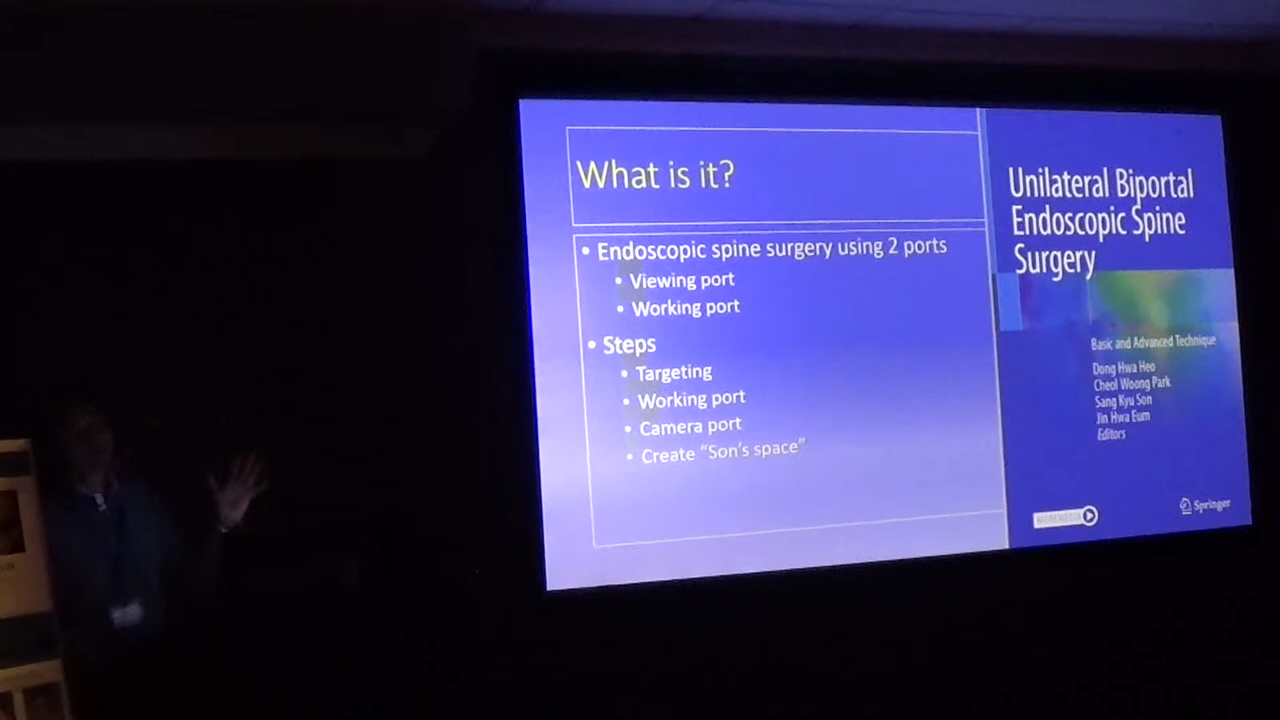 What is it?
• Endoscopic spine surgery using 2 ports
• Viewing port
• Working port
• Steps
• Targeting
• Working port
• Camera port
• Create “Son’s space”
Unilateral Biportal
Endoscopic Spine
Surgery
Basic and Advanced Technique
Dong Hwa Heo
Cheol Woong Park
Sang Kyu Son
Jin Hwa Eum
Editors
MOREMEDIA
Springer